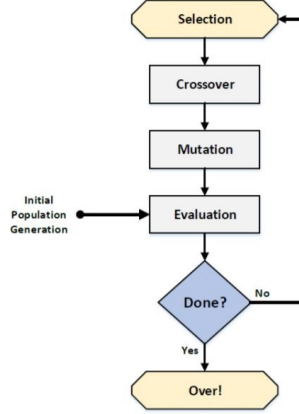 Selection
Crossover
Mutation
Initial
Population
Generation
Evaluation
Done?
No
Yes
Over!